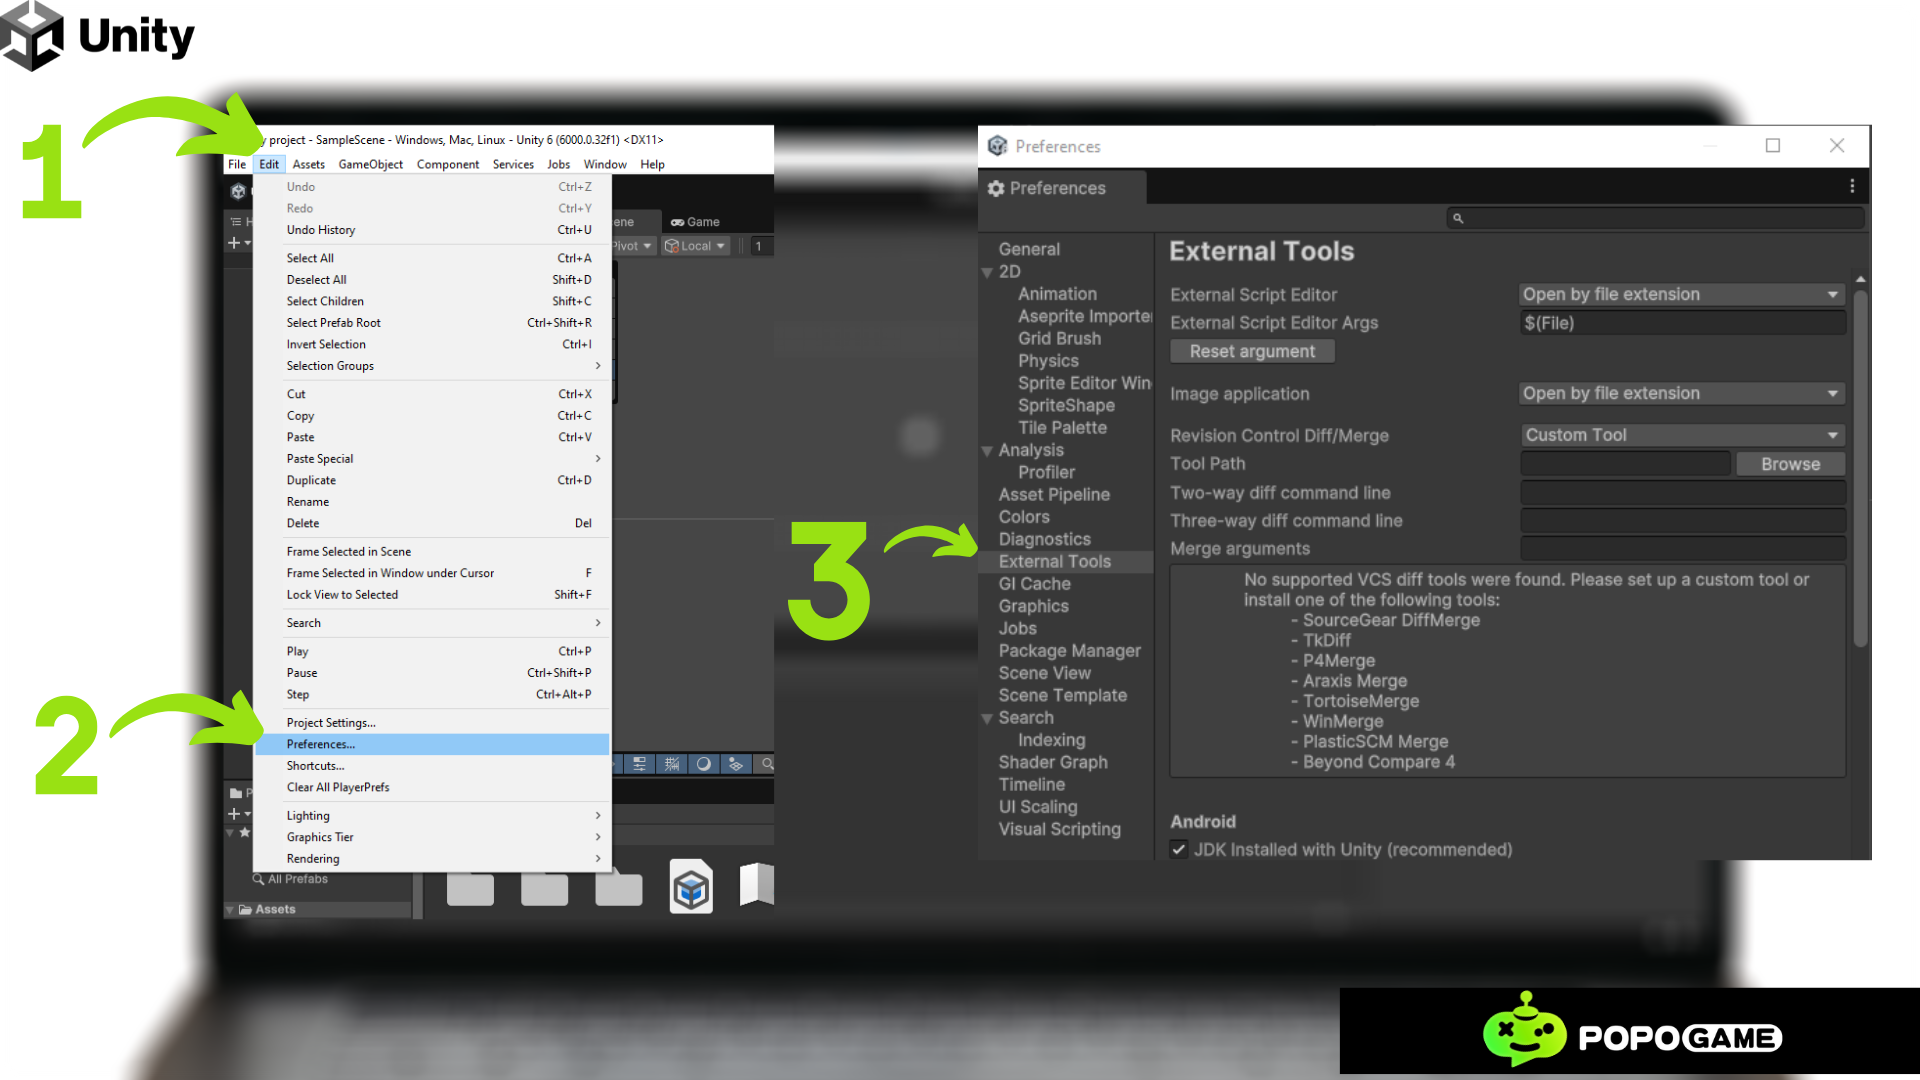 Unity
1
y project - SampleScene - Windows, Mac, Linux - Unity 6 (6000.0.32f1) <DX11>
File Edit Assets GameObject Component Services Jobs Window Help
Undo Ctrl+Z
Redo Ctrl+Y
Undo History Ctrl+U
Select All Ctrl+A
Deselect All Shift+D
Select Children Shift+C
Select Prefab Root Ctrl+Shift+R
Invert Selection Ctrl+I
Selection Groups
Cut Ctrl+X
Copy Ctrl+C
Paste Ctrl+V
Paste Special
Duplicate Ctrl+D
Rename
Delete Del
Frame Selected in Scene
Frame Selected in Window under Cursor F
Lock View to Selected Shift+F
Search
Play Ctrl+P
Pause Ctrl+Shift+P
Step Ctrl+Alt+P
2
Project Settings...
Preferences...
Shortcuts...
Clear All PlayerPrefs
Lighting
Graphics Tier
Rendering
H
ene Game
Pivot Local 1
P
All Prefabs
Assets
3
Preferences
Preferences
General
2D
Animation
Aseprite Importer
Grid Brush
Physics
Sprite Editor Win
SpriteShape
Tile Palette
Analysis
Profiler
Asset Pipeline
Colors
Diagnostics
External Tools
GI Cache
Graphics
Jobs
Package Manager
Scene View
Scene Template
Search
Indexing
Shader Graph
Timeline
UI Scaling
Visual Scripting
External Tools
External Script Editor Open by file extension
External Script Editor Args $(File)
Reset argument
Image application Open by file extension
Revision Control Diff/Merge Custom Tool
Tool Path Browse
Two-way diff command line
Three-way diff command line
Merge arguments
No supported VCS diff tools were found. Please set up a custom tool or
install one of the following tools:
- SourceGear DiffMerge
- TkDiff
- P4Merge
- Araxis Merge
- TortoiseMerge
- WinMerge
- PlasticSCM Merge
- Beyond Compare 4
Android
JDK Installed with Unity (recommended)
POPOGAME